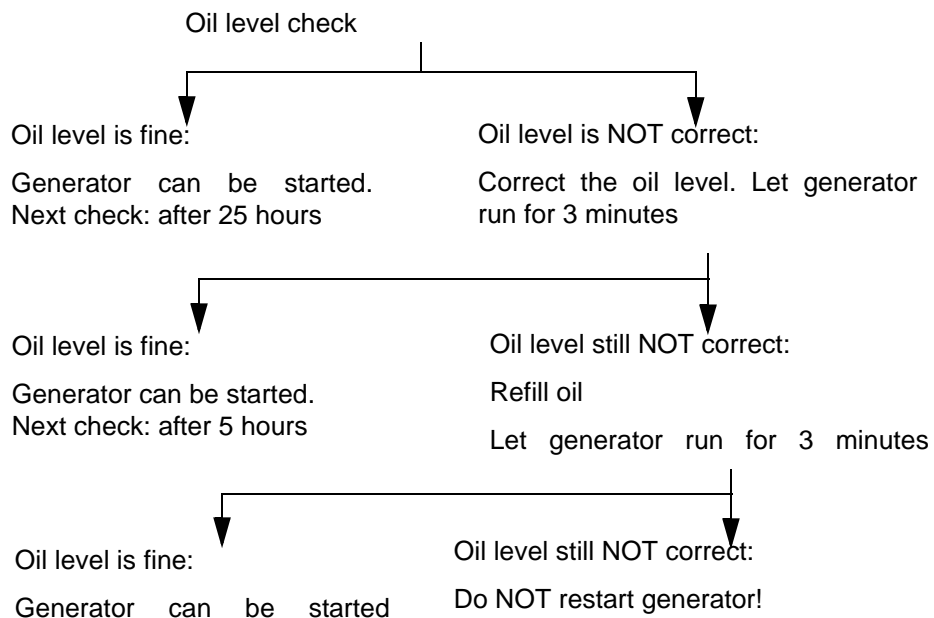 Oil level check
Oil level is fine:
Generator can be started.
Next check: after 25 hours
Oil level is NOT correct:
Correct the oil level. Let generator
run for 3 minutes
Oil level is fine:
Generator can be started.
Next check: after 5 hours
Oil level still NOT correct:
Refill oil
Let generator run for 3 minutes
Oil level is fine:
Generator can be started
Oil level still NOT correct:
Do NOT restart generator!